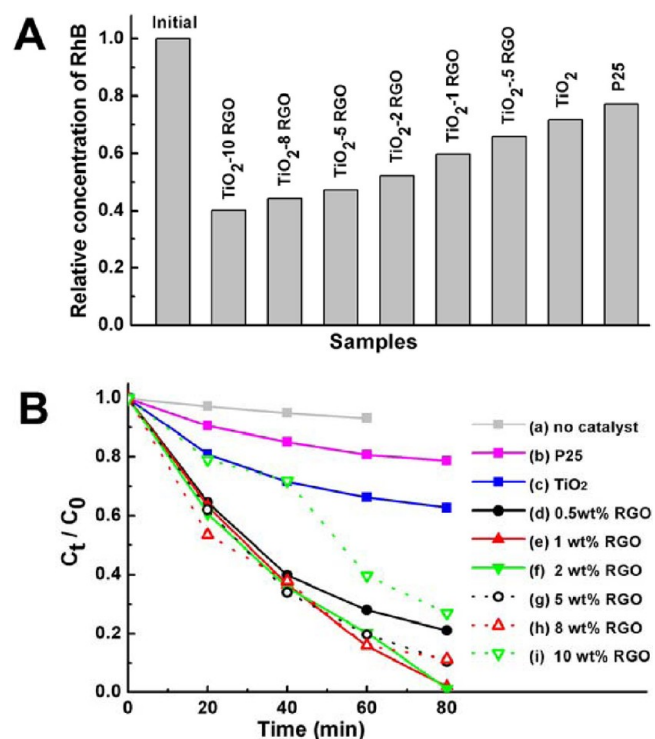 A
Relative concentration of RhB
1.0
0.8
0.6
0.4
0.2
0.0
Initial
TiO2-10 RGO
TiO2-8 RGO
TiO2-5 RGO
TiO2-2 RGO
TiO2-1 RGO
TiO2-.5 RGO
TiO2
P25
Samples
B
Ct / C0
1.0
0.8
0.6
0.4
0.2
0.0
0 20 40 60 80
Time (min)
(a) no catalyst
(b) P25
(c) TiO2
(d) 0.5wt% RGO
(e) 1 wt% RGO
(f) 2 wt% RGO
(g) 5 wt% RGO
(h) 8 wt% RGO
(i) 10 wt% RGO